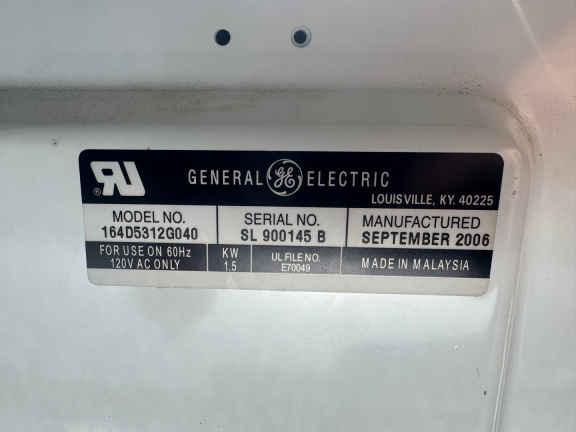 GENERAL GE ELECTRIC
LOUISVILLE, KY. 40225
MODEL NO.
164D5312G040
SERIAL NO.
SL 900145 B
MANUFACTURED
SEPTEMBER 2006
FOR USE ON 60Hz
120V AC ONLY
KW
1.5
UL FILE NO.
E70049
MADE IN MALAYSIA